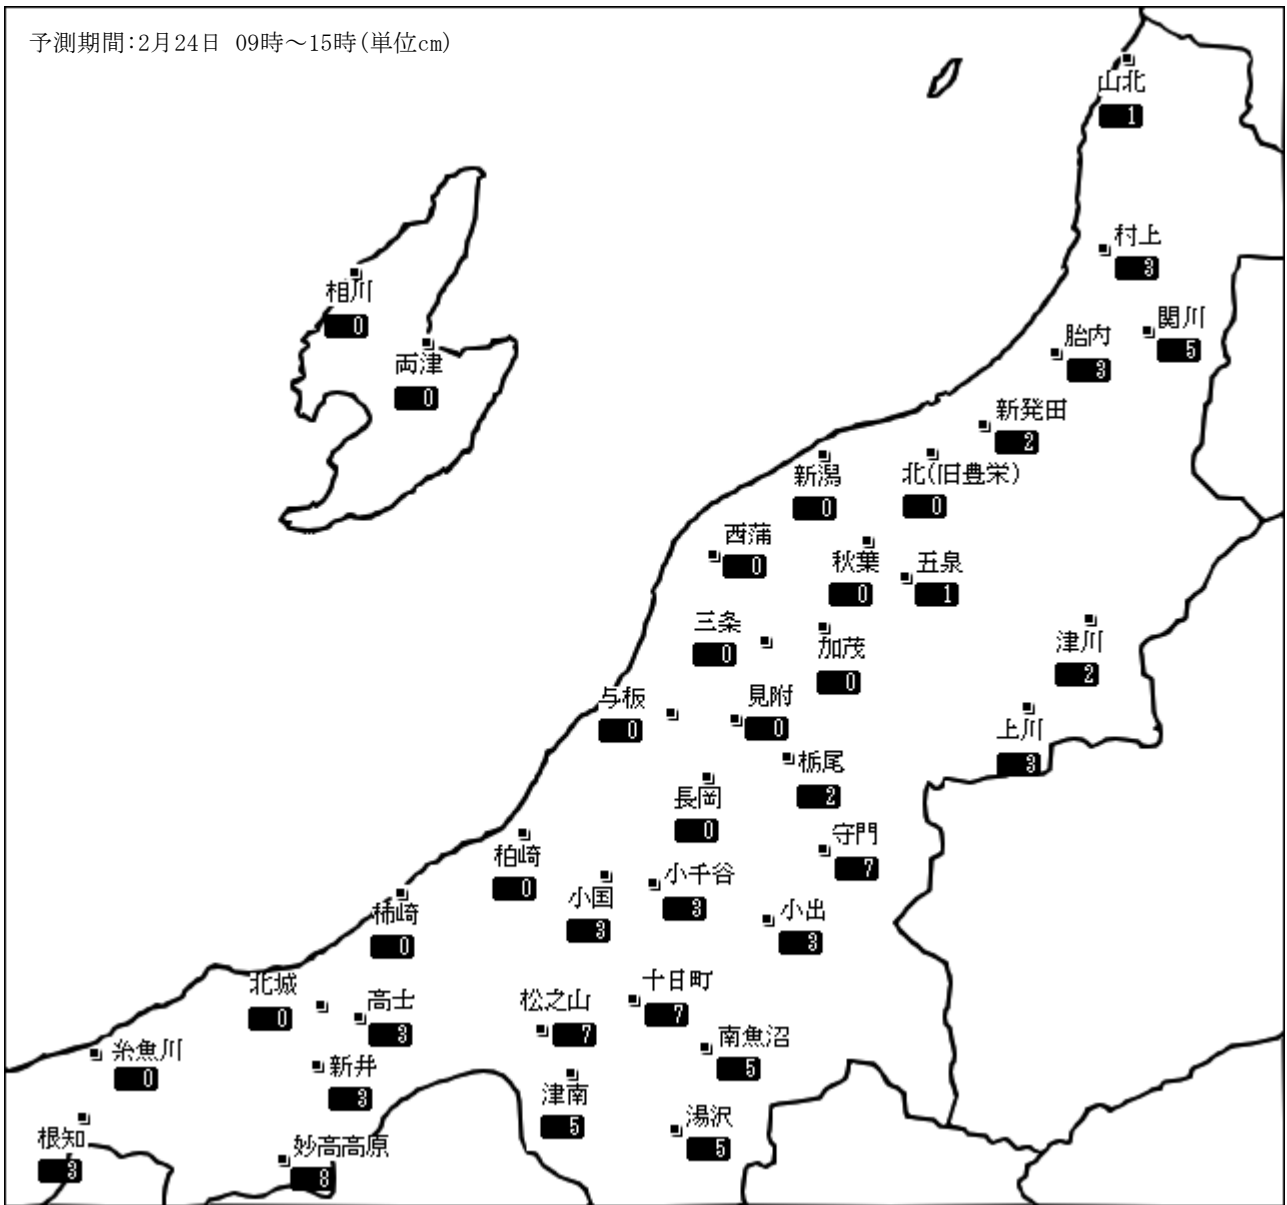 予測期間:2月24日 09時～15時(単位cm)
山北
1
村上
3
相川
0
関川
5
胎内
3
両津
0
新発田
2
新潟
0
北(旧豊栄)
0
西蒲
0
秋葉
0
五泉
1
三条
0
加茂
0
津川
2
与板
0
見附
0
上川
3
栃尾
2
長岡
0
守門
7
柏崎
0
小千谷
3
小国
3
小出
3
柿崎
0
北城
0
高士
3
松之山
7
十日町
7
南魚沼
5
糸魚川
0
新井
3
津南
5
湯沢
5
根知
3
妙高高原
8